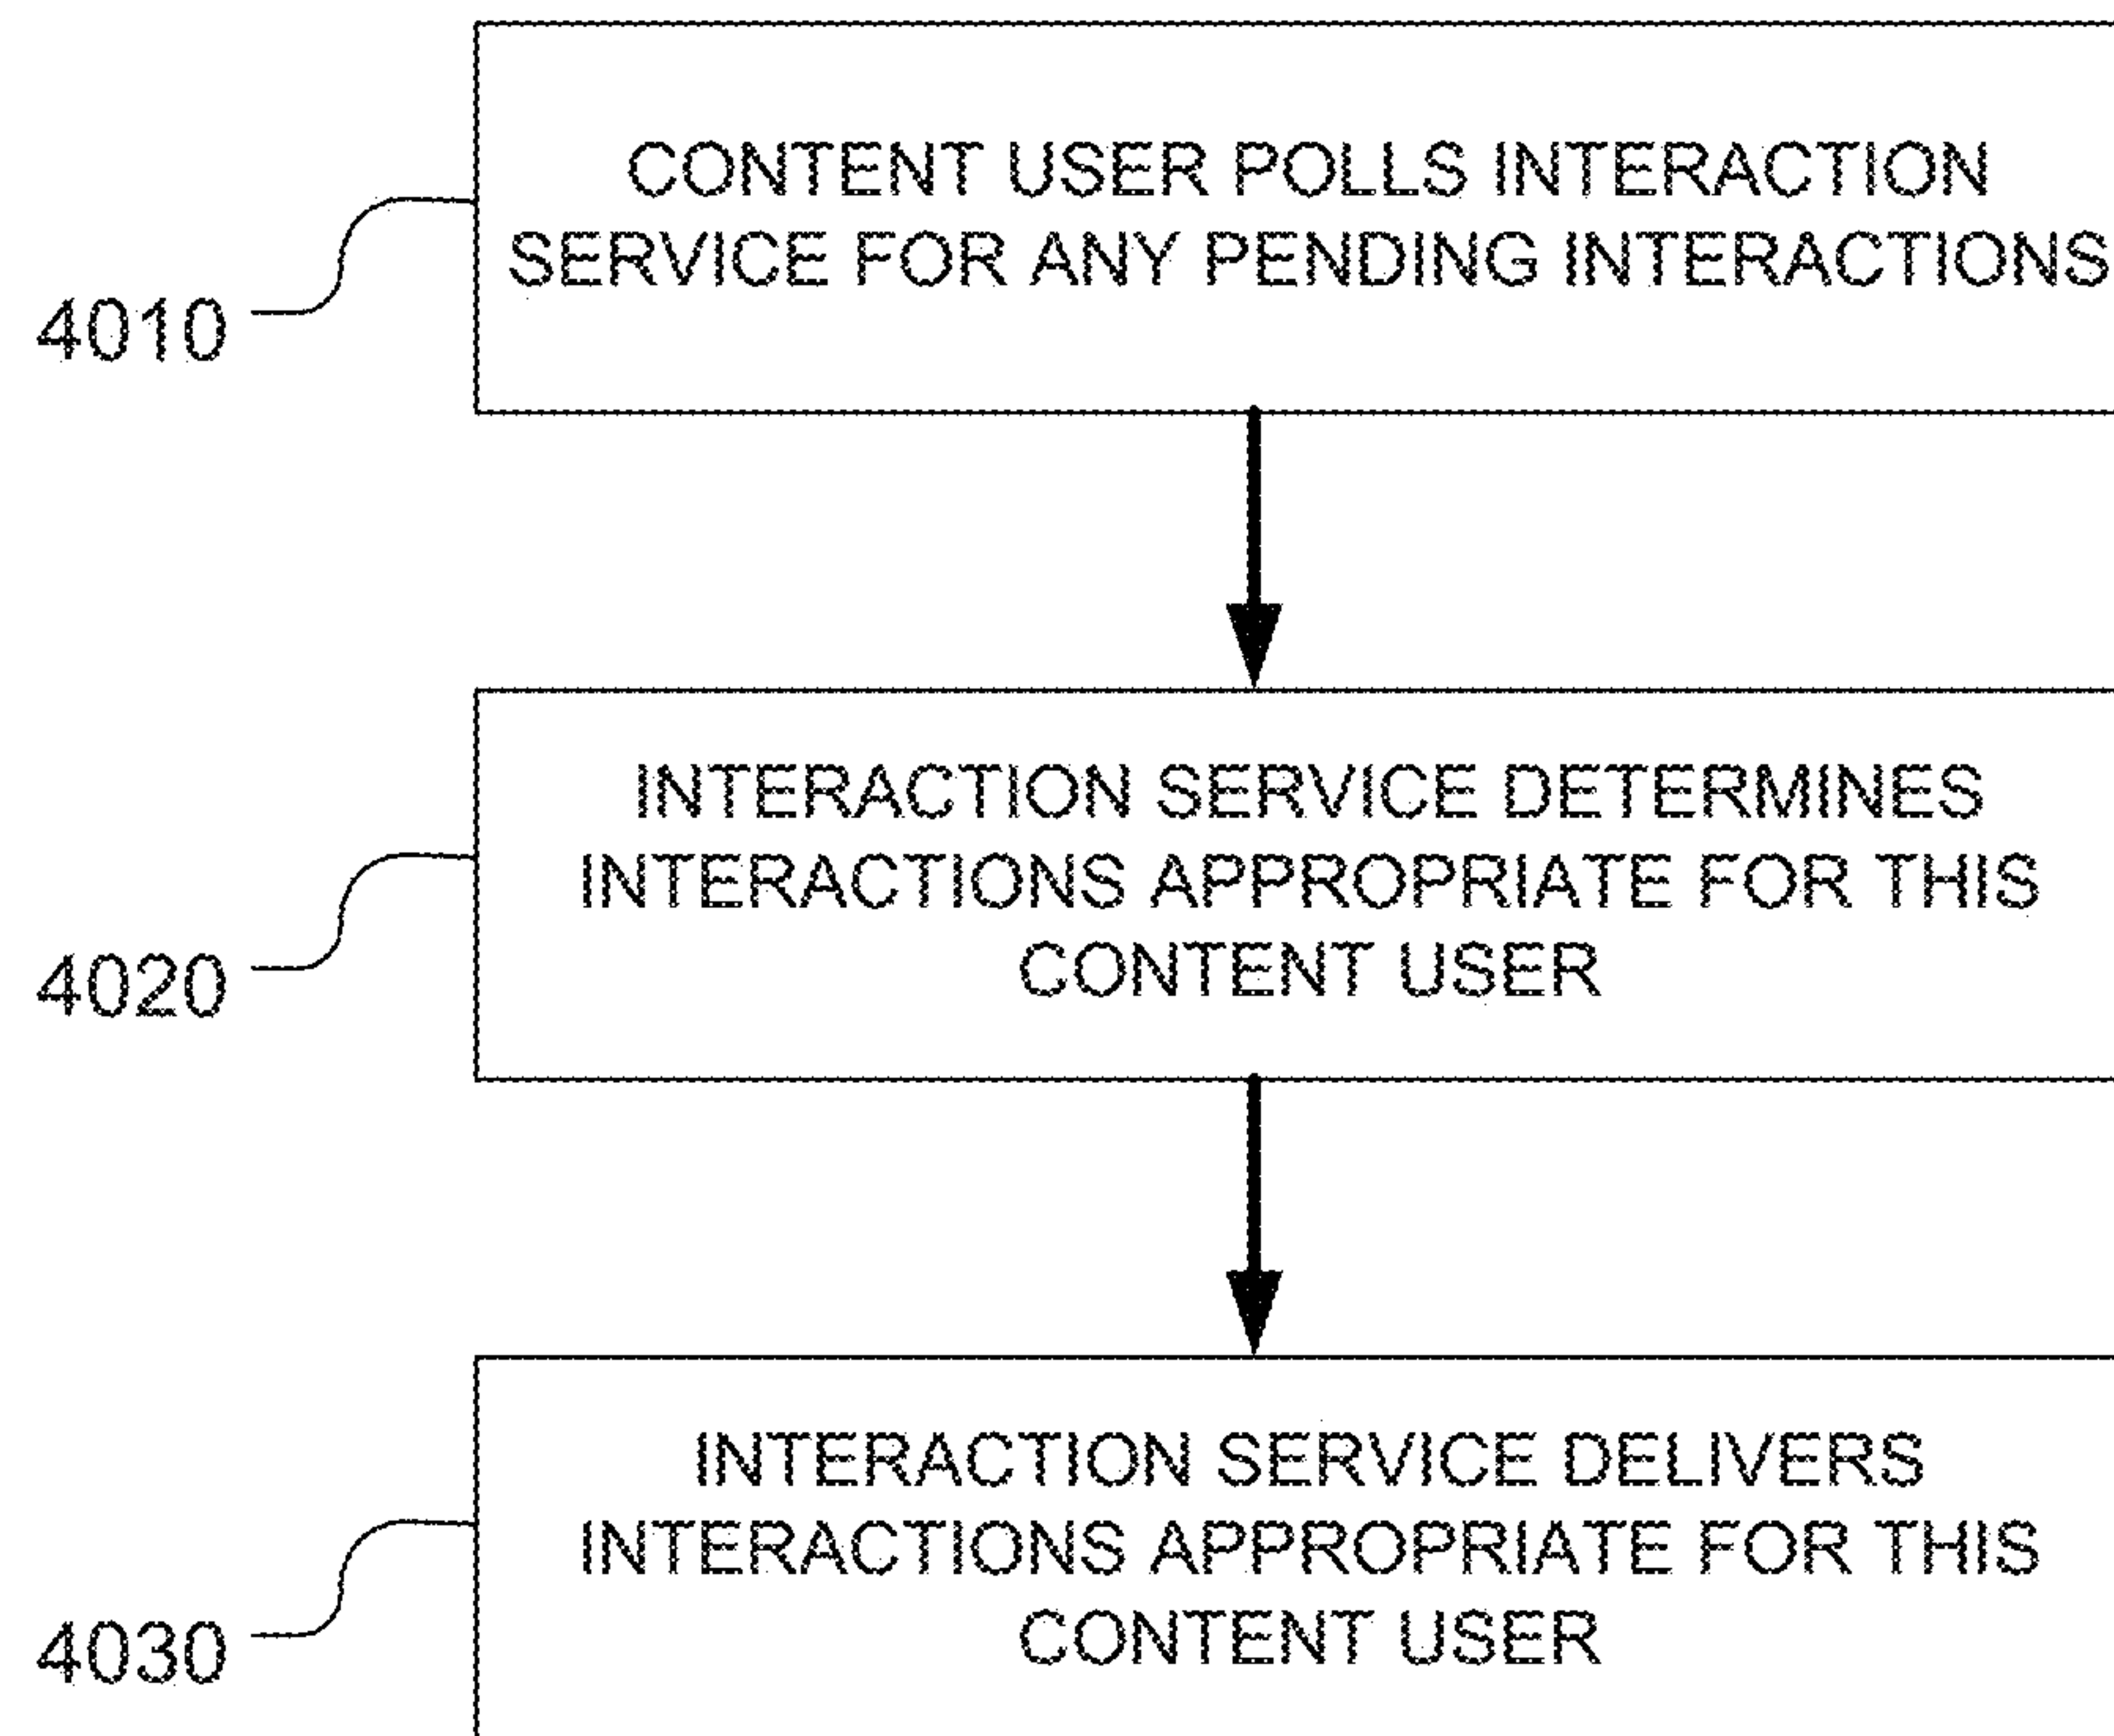 CONTENT USER POLLS INTERACTION
SERVICE FOR ANY PENDING INTERACTIONS
4010
INTERACTION SERVICE DETERMINES
INTERACTIONS APPROPRIATE FOR THIS
CONTENT USER
4020
INTERACTION SERVICE DELIVERS
INTERACTIONS APPROPRIATE FOR THIS
CONTENT USER
4030